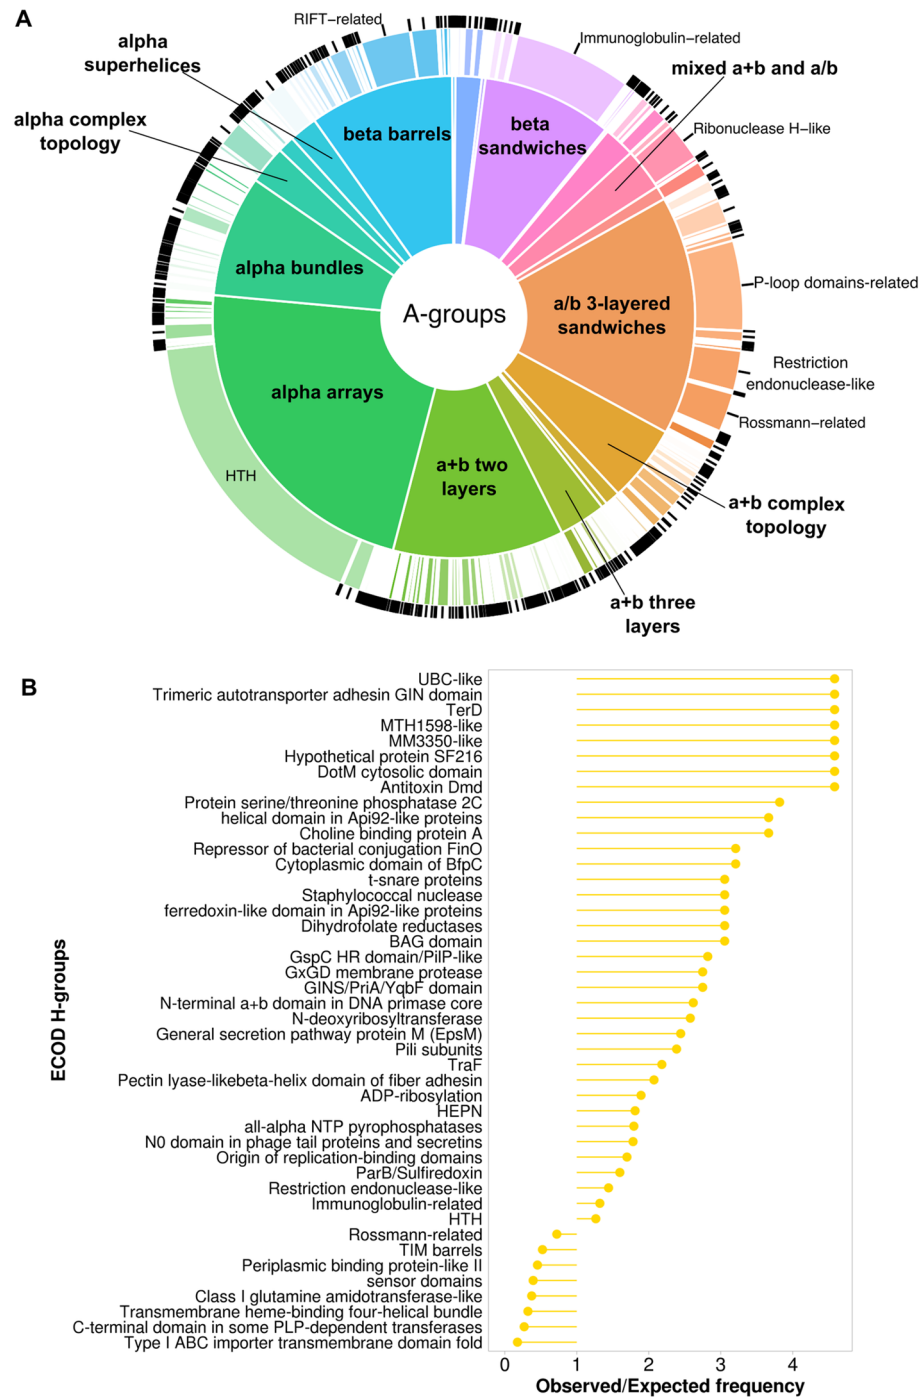 A
RIFT-related
alpha
superhelices
Immunoglobulin-related
mixed a+b and a/b
alpha complex
topology
beta barrels
beta
sandwiches
Ribonuclease H-like
alpha bundles
P-loop domains-related
A-groups
a/b 3-layered
sandwiches
Restriction
endonuclease-like
alpha arrays
Rossmann-related
HTH
a+b two
layers
a+b complex
topology
a+b three
layers
B
UBC-like
Trimeric autotransporter adhesin GIN domain
TerD
MTH1598-like
MM3350-like
Hypothetical protein SF216
DotM cytosolic domain
Antitoxin Dmd
Protein serine/threonine phosphatase 2C
helical domain in Api92-like proteins
Choline binding protein A
Repressor of bacterial conjugation FinO
Cytoplasmic domain of BfpC
t-snare proteins
Staphylococcal nuclease
ferredoxin-like domain in Api92-like proteins
Dihydrofolate reductases
BAG domain
GspC HR domain/PilP-like
GxGD membrane protease
GINS/PriA/YqbF domain
N-terminal a+b domain in DNA primase core
N-deoxyribosyltransferase
General secretion pathway protein M (EpsM)
Pili subunits
TraF
Pectin lyase-likebeta-helix domain of fiber adhesin
ADP-ribosylation
HEPN
all-alpha NTP pyrophosphatases
N0 domain in phage tail proteins and secretins
Origin of replication-binding domains
ParB/Sulfiredoxin
Restriction endonuclease-like
Immunoglobulin-related
HTH
Rossmann-related
TIM barrels
Periplasmic binding protein-like II
sensor domains
Class I glutamine amidotransferase-like
Transmembrane heme-binding four-helical bundle
C-terminal domain in some PLP-dependent transferases
Type I ABC importer transmembrane domain fold
ECOD H-groups
0 1 2 3 4
Observed/Expected frequency